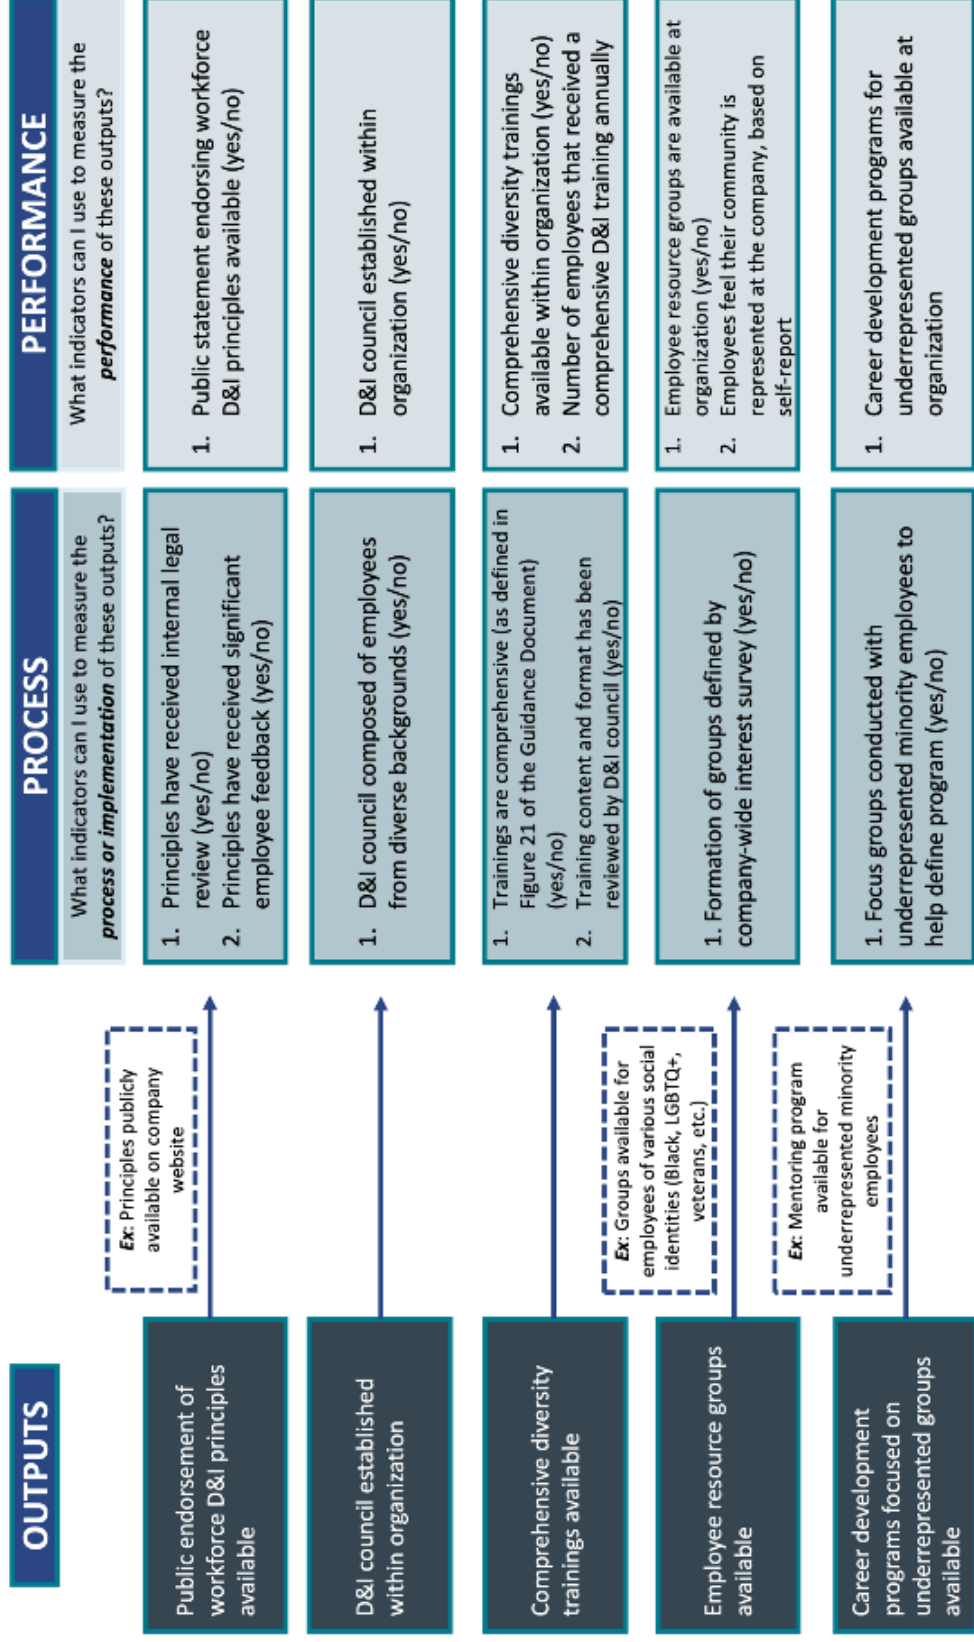 OUTPUTS
PROCESS
PERFORMANCE
What indicators can I use to measure the
process or implementation of these outputs?
What indicators can I use to measure the
performance of these outputs?
Public endorsement of
workforce D&I principles
available
Ex: Principles publicly
available on company
website
1. Principles have received internal legal
review (yes/no)
2. Principles have received significant
employee feedback (yes/no)
1. Public statement endorsing workforce
D&I principles available (yes/no)
D&I council established
within organization
1. D&I council composed of employees
from diverse backgrounds (yes/no)
1. D&I council established within
organization (yes/no)
Comprehensive diversity
trainings available
1. Trainings are comprehensive (as defined in
Figure 21 of the Guidance Document)
(yes/no)
2. Training content and format has been
reviewed by D&I council (yes/no)
1. Comprehensive diversity trainings
available within organization (yes/no)
2. Number of employees that received a
comprehensive D&I training annually
Employee resource groups
available
Ex: Groups available for
employees of various social
identities (Black, LGBTQ+,
veterans, etc.)
1. Formation of groups defined by
company-wide interest survey (yes/no)
1. Employee resource groups are available at
organization (yes/no)
2. Employees feel their community is
represented at the company, based on
self-report
Career development
programs focused on
underrepresented groups
available
Ex: Mentoring program
available for
underrepresented minority
employees
1. Focus groups conducted with
underrepresented minority employees to
help define program (yes/no)
1. Career development programs for
underrepresented groups available at
organization